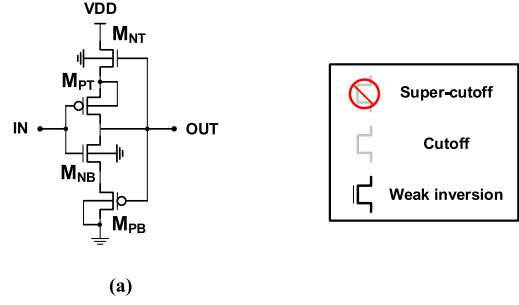 VDD
MNT
MPT
IN
OUT
MNB
MPB
(a)
Super-cutoff
Cutoff
Weak inversion